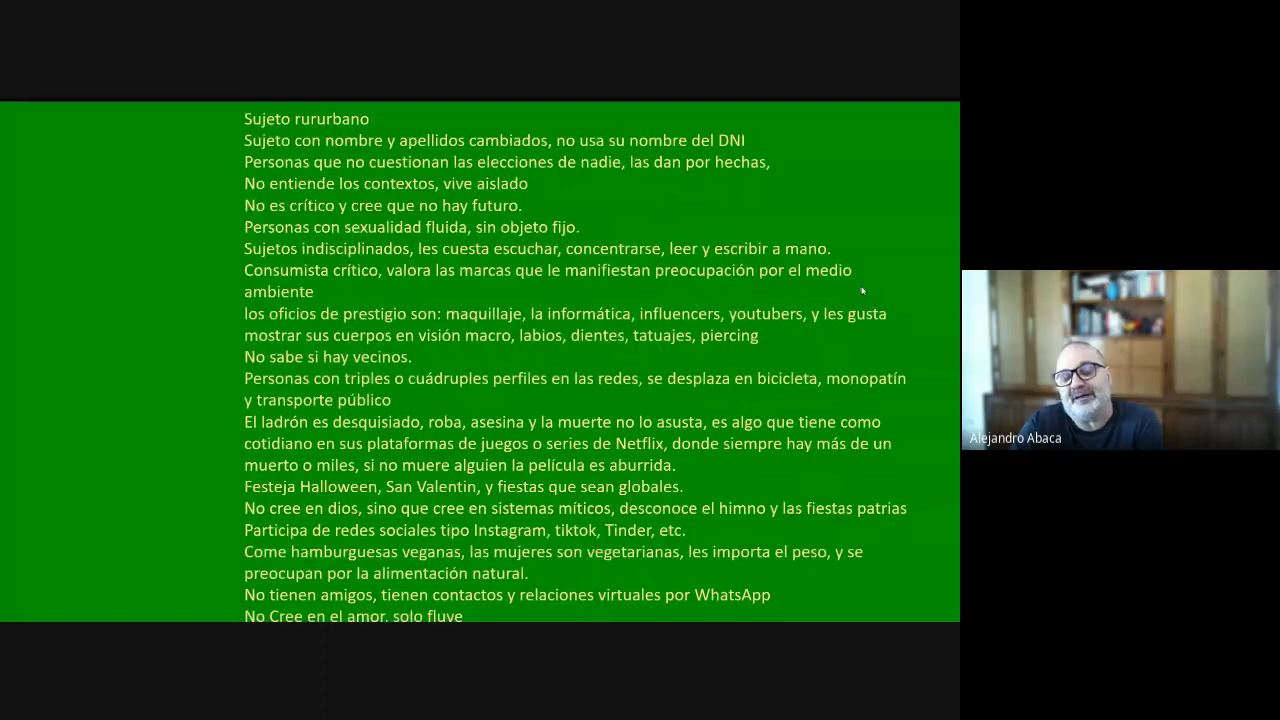 Sujeto rururbano
Sujeto con nombre y apellidos cambiados, no usa su nombre del DNI
Personas que no cuestionan las elecciones de nadie, las dan por hechas,
No entiende los contextos, vive aislado
No es crítico y cree que no hay futuro.
Personas con sexualidad fluida, sin objeto fijo.
Sujetos indisciplinados, les cuesta escuchar, concentrarse, leer y escribir a mano.
Consumista crítico, valora las marcas que le manifiestan preocupación por el medio
ambiente
los oficios de prestigio son: maquillaje, la informática, influencers, youtubers, y les gusta
mostrar sus cuerpos en visión macro, labios, dientes, tatuajes, piercing
No sabe si hay vecinos.
Personas con triples o cuádruples perfiles en las redes, se desplaza en bicicleta, monopatín
y transporte público
El ladrón es desquisiado, roba, asesina y la muerte no lo asusta, es algo que tiene como
cotidiano en sus plataformas de juegos o series de Netflix, donde siempre hay más de un
muerto o miles, si no muere alguien la película es aburrida.
Festeja Halloween, San Valentin, y fiestas que sean globales.
No cree en dios, sino que cree en sistemas míticos, desconoce el himno y las fiestas patrias
Participa de redes sociales tipo Instagram, tiktok, Tinder, etc.
Come hamburguesas veganas, las mujeres son vegetarianas, les importa el peso, y se
preocupan por la alimentación natural.
No tienen amigos, tienen contactos y relaciones virtuales por WhatsApp
No Cree en el amor, solo fluye
Alejandro Abaca